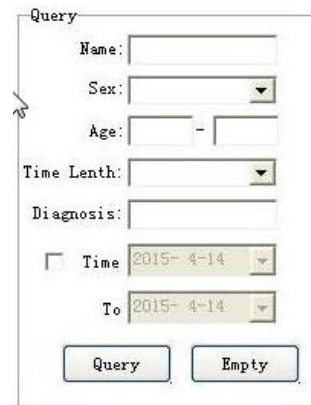 Query
Name:
Sex:
Age: -
Time Lenth:
Diagnosis:
Time 2015- 4-14
To 2015- 4-14
Query Empty